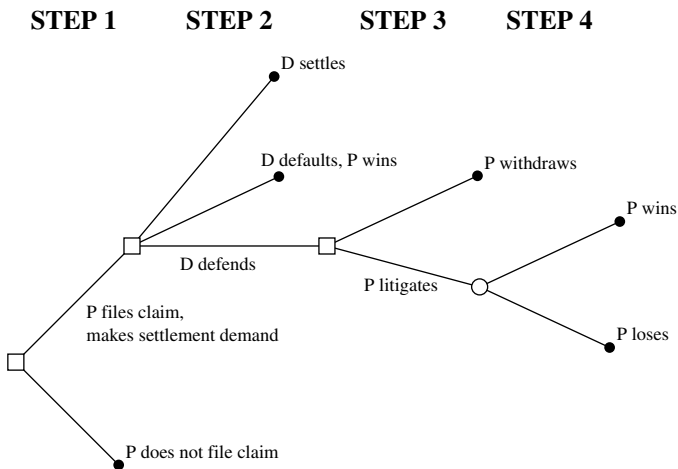 STEP 1 STEP 2 STEP 3 STEP 4
D settles
D defaults, P wins
P withdraws
P wins
D defends
P litigates
P files claim,
makes settlement demand
P loses
P does not file claim